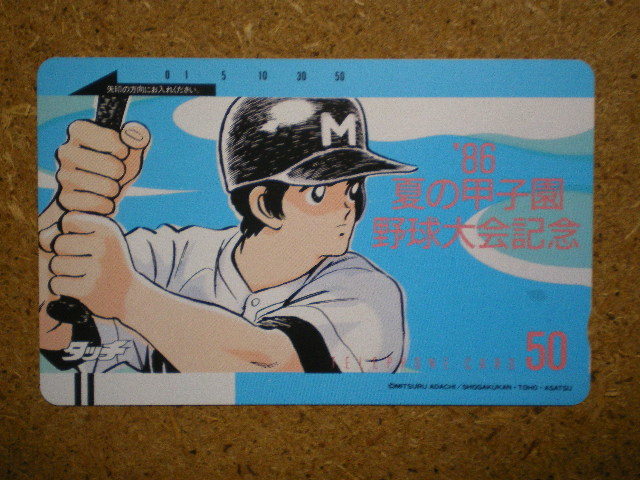 0 1 5 10 30 50
矢印の方向にお入れください。
M
'86
夏の甲子園
野球大会記念
タッチ
TELEPHONE CARD 50
©MITSURU ADACHI / SHOGAKUKAN・TOHO・ASATSU